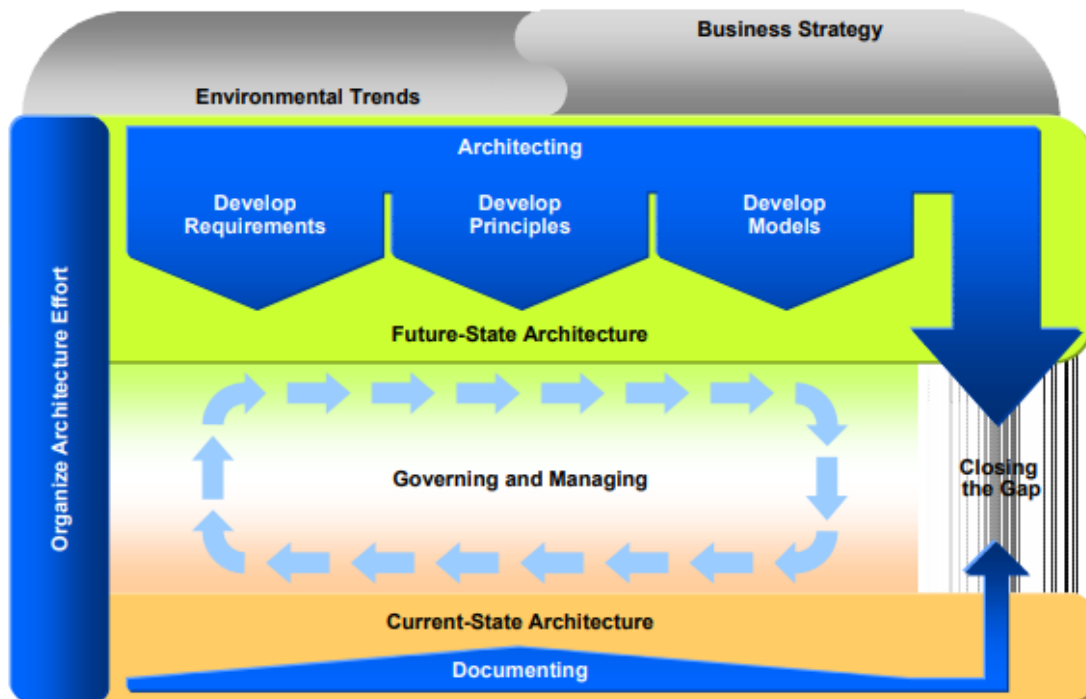 Business Strategy
Environmental Trends
Architecting
Develop
Requirements
Develop
Principles
Develop
Models
Organize Architecture Effort
Future-State Architecture
Governing and Managing
Closing
the Gap
Current-State Architecture
Documenting